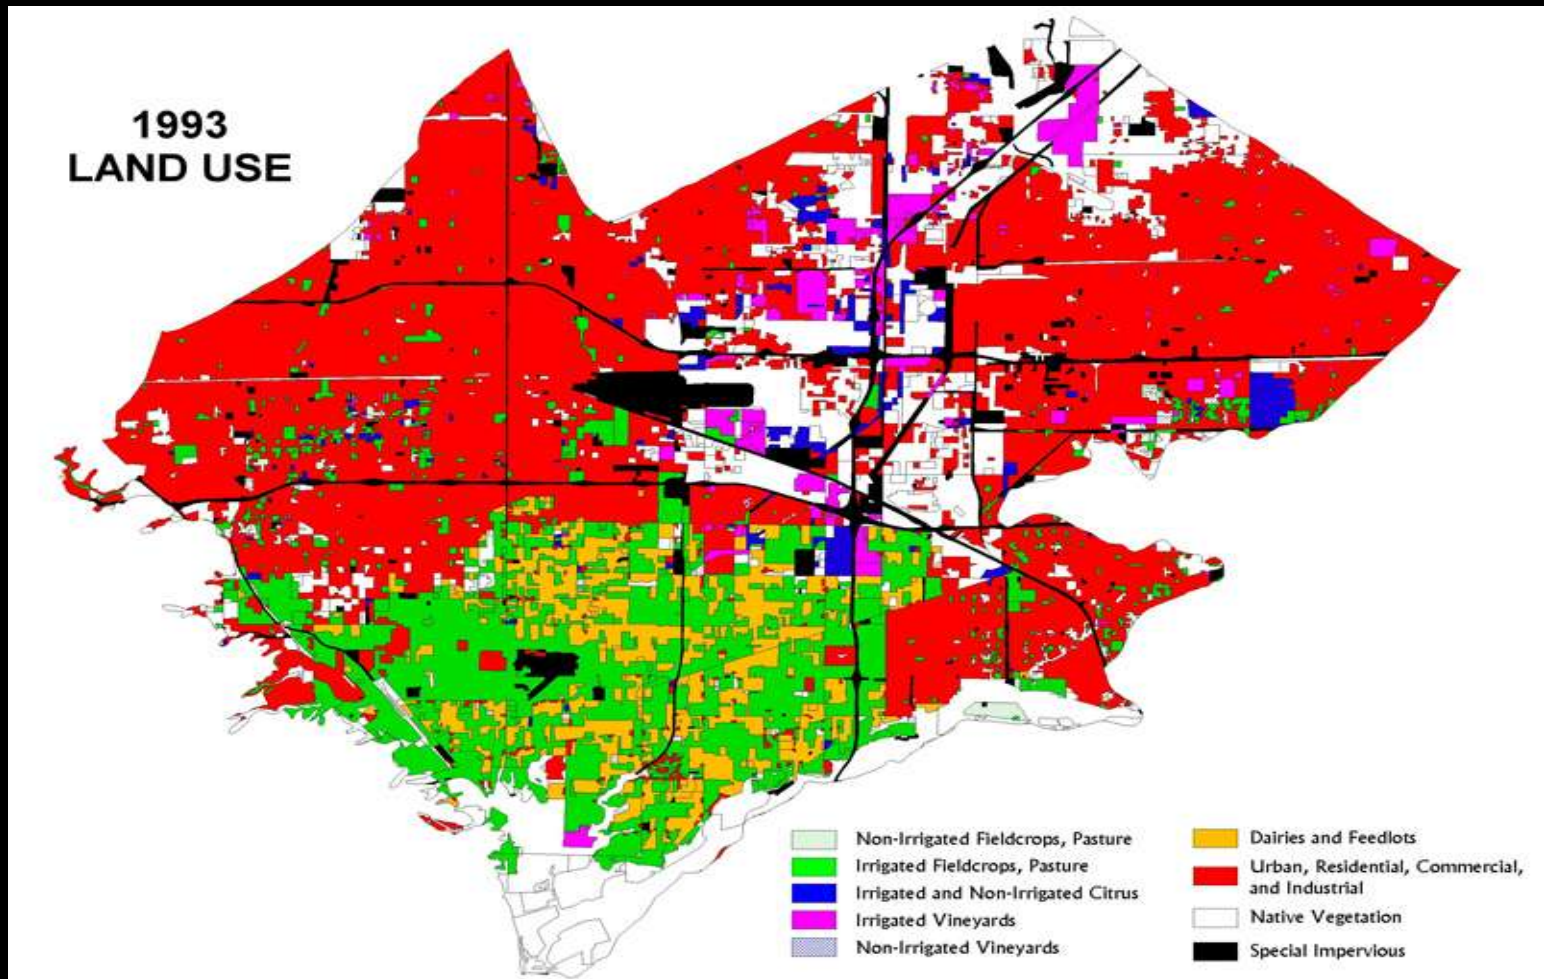 1993
LAND USE
Non-Irrigated Fieldcrops, Pasture
Irrigated Fieldcrops, Pasture
Irrigated and Non-Irrigated Citrus
Irrigated Vineyards
Non-Irrigated Vineyards
Dairies and Feedlots
Urban, Residential, Commercial,
and Industrial
Native Vegetation
Special Impervious